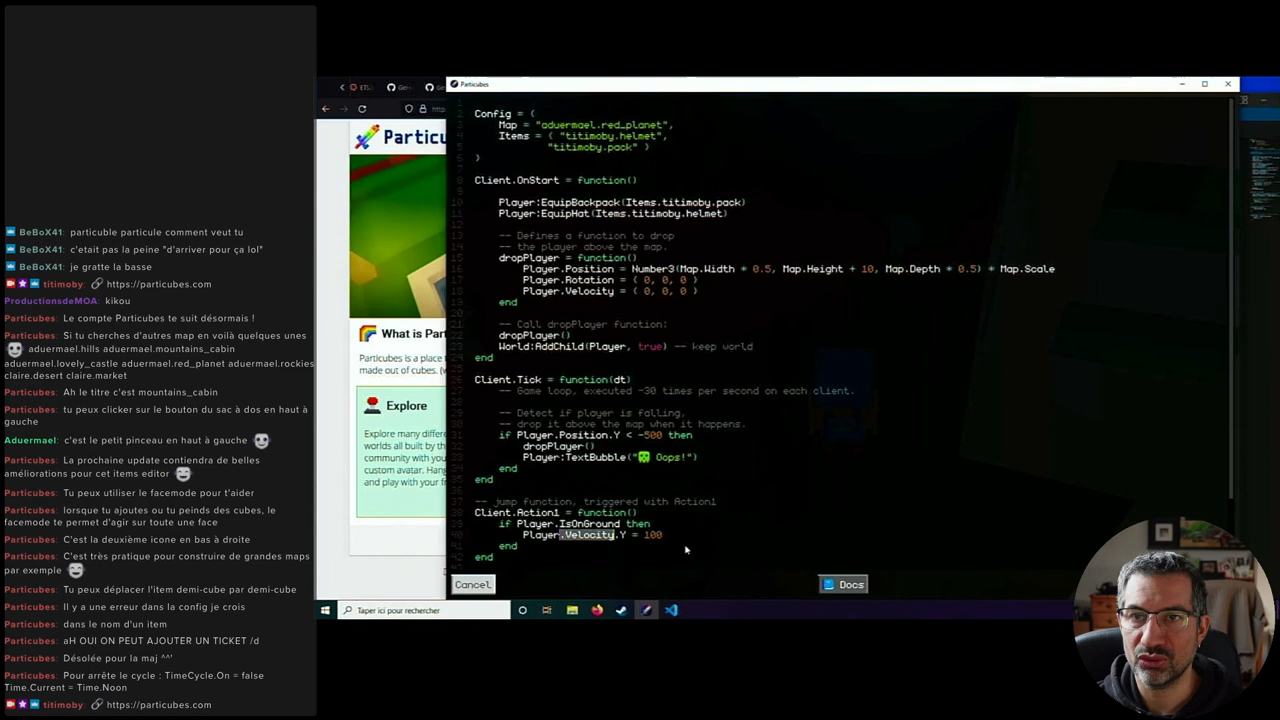 BeBoX41: particuble particule comment veut tu
BeBoX41: c'etait pas la peine "d'arriver pour ça lol"
BeBoX41: je gratte la basse
titimoby: https://particubes.com
ProductionsdeMOA: kikou
Particubes: Le compte Particubes te suit désormais !
Particubes: Si tu cherches d'autres map en voilà quelques unes
aduermael.hills aduermael.mountains_cabin
aduermael.lovely_castle aduermael.red_planet aduermael.rockies
claire.desert claire.market
Particubes: Ah le titre c'est mountains_cabin
Particubes: tu peux clicker sur le bouton du sac à dos en haut à
gauche
Aduermael: c'est le petit pinceau en haut à gauche
Particubes: La prochaine update contiendra de belles
améliorations pour cet items editor
Particubes: Tu peux utiliser le facemode pour t'aider
Particubes: lorsque tu ajoutes ou tu peins des cubes, le
facemode te permet d'agir sur toute une face
Particubes: C'est la deuxième icone en bas à droite
Particubes: C'est très pratique pour construire de grandes maps
par exemple
Particubes: Tu peux déplacer l'item demi-cube par demi-cube
Particubes: Il y a une erreur dans la config je crois
Particubes: dans le nom d'un item
Particubes: aH OUI ON PEUT AJOUTER UN TICKET /d
Particubes: Désolée pour la maj ^^'
Particubes: Pour arrête le cycle : TimeCycle.On = false
Time.Current = Time.Noon
titimoby: https://particubes.com
Particu
What is Part
Particubes is a place
made out of cubes. (w
Explore
Explore many differe
worlds all built by th
community with your
custom avatar. Hang
and play with your fr
Taper ici pour rechercher
Particubes
Config = {
Map = "aduermael.red_planet",
Items = { "titimoby.helmet",
"titimoby.pack" }
}
Client.OnStart = function()
Player:EquipBackpack(Items.titimoby.pack)
Player:EquipHat(Items.titimoby.helmet)
-- Defines a function to drop
-- the player above the map.
dropPlayer = function()
Player.Position = Number3(Map.Width * 0.5, Map.Height + 10, Map.Depth * 0.5) * Map.Scale
Player.Rotation = { 0, 0, 0 }
Player.Velocity = { 0, 0, 0 }
end
-- Call dropPlayer function:
dropPlayer()
World:AddChild(Player, true) -- keep world
end
Client.Tick = function(dt)
-- Game loop, executed ~30 times per second on each client.
-- Detect if player is falling,
-- drop it above the map when it happens.
if Player.Position.Y < -500 then
dropPlayer()
Player:TextBubble("Oops!")
end
end
-- jump function, triggered with Action1
Client.Action1 = function()
if Player.IsOnGround then
Player.Velocity.Y = 100
end
end
Cancel
Docs